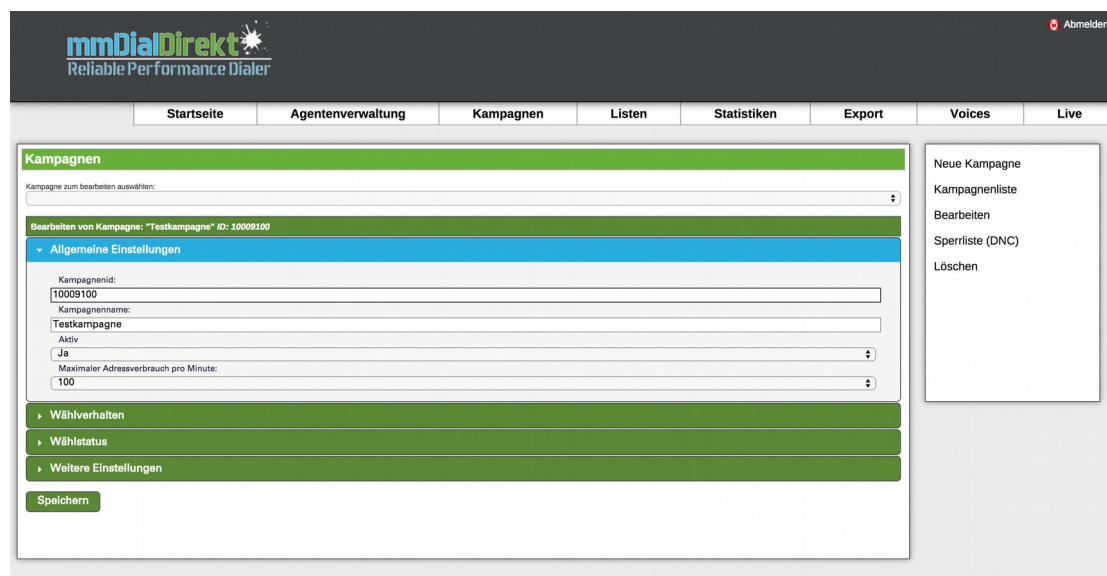 Abmelden
mmDialDirekt
Reliable Performance Dialer
Startseite Agentenverwaltung Kampagnen Listen Statistiken Export Voices Live
Kampagnen
Kampagne zum bearbeiten auswählen:
Bearbeiten von Kampagne: "Testkampagne" ID: 10009100
Allgemeine Einstellungen
Kampagnenid:
10009100
Kampagnenname:
Testkampagne
Aktiv
Ja
Maximaler Adressverbrauch pro Minute:
100
Wählverhalten
Wählstatus
Weitere Einstellungen
Speichern
Neue Kampagne
Kampagnenliste
Bearbeiten
Sperrliste (DNC)
Löschen